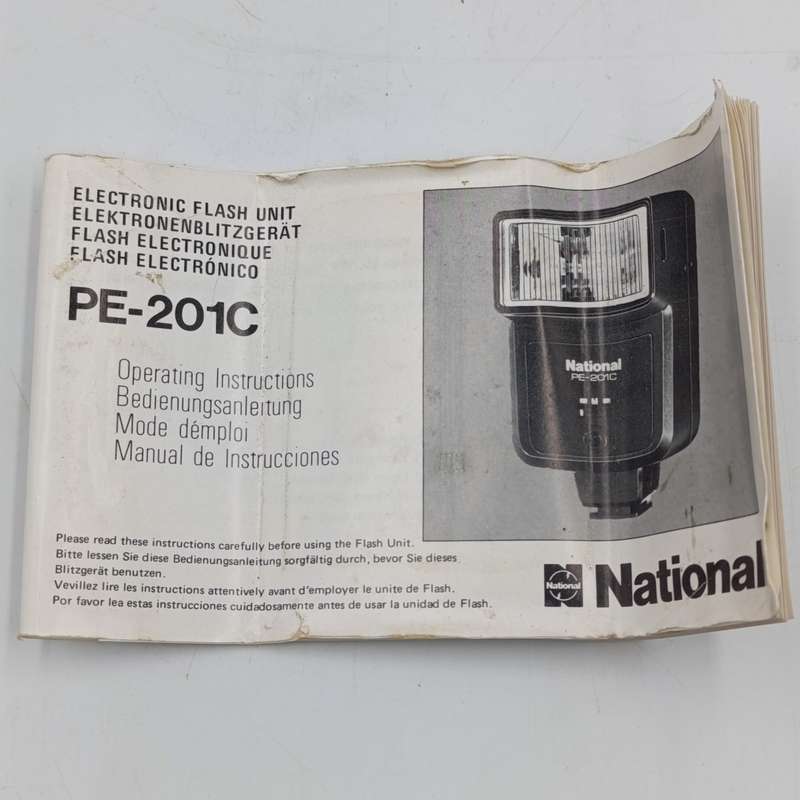 ELECTRONIC FLASH UNIT
ELEKTRONENBLITZGERÄT
FLASH ELECTRONIQUE
FLASH ELECTRÓNICO
PE-201C
Operating Instructions
Bedienungsanleitung
Mode démploi
Manual de Instrucciones
National
PE-201C
Please read these instructions carefully before using the Flash Unit.
Bitte lessen Sie diese Bedienungsanleitung sorgfältig durch, bevor Sie dieses
Blitzgerät benutzen.
Vevillez lire les instructions attentively avant d'employer le unite de Flash.
Por favor lea estas instrucciones cuidadosamente antes de usar la unidad de Flash.
National
National